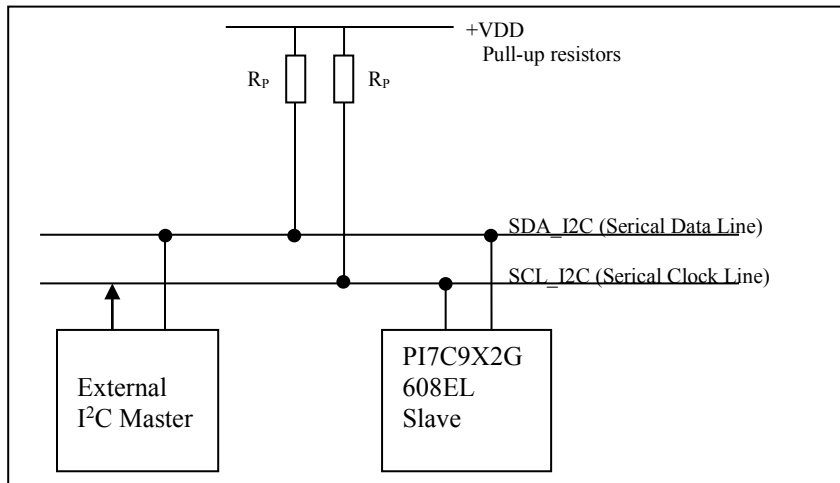 +VDD
Pull-up resistors
RP RP
SDA_I2C (Serical Data Line)
SCL_I2C (Serical Clock Line)
External
I²C Master
PI7C9X2G
608EL
Slave